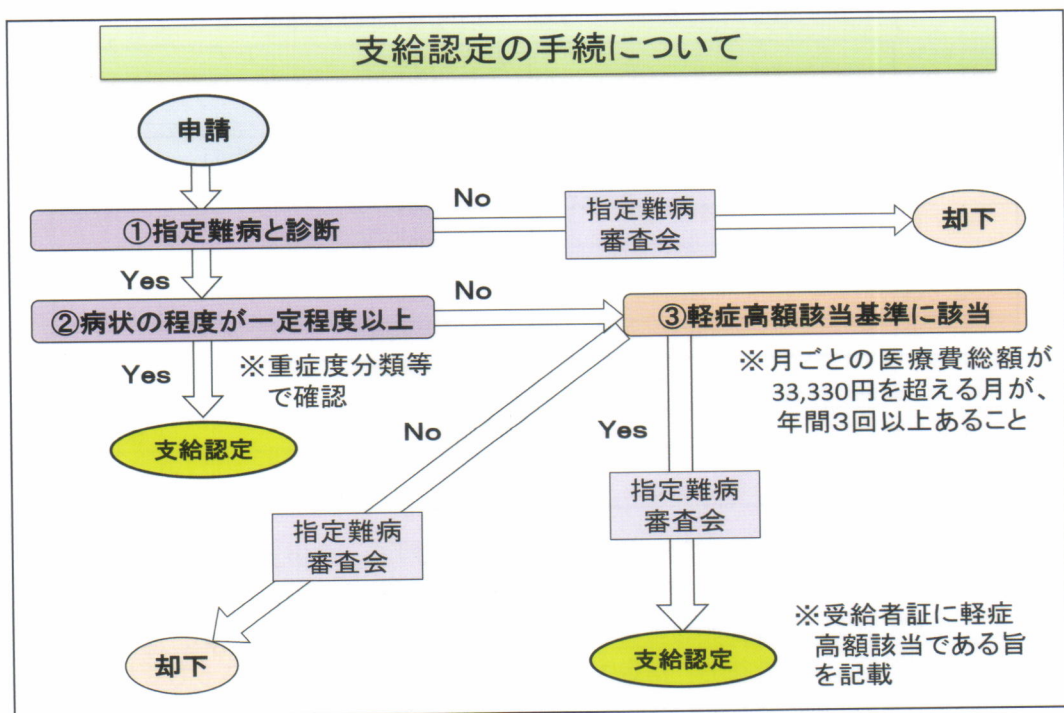 支給認定の手続について
申請
①指定難病と診断
No
指定難病
審査会
却下
Yes
②病状の程度が一定程度以上
No
③軽症高額該当基準に該当
Yes
※重症度分類等
で確認
※月ごとの医療費総額が
33,330円を超える月が、
年間３回以上あること
支給認定
No
Yes
指定難病
審査会
指定難病
審査会
却下
支給認定
※受給者証に軽症
高額該当である旨
を記載